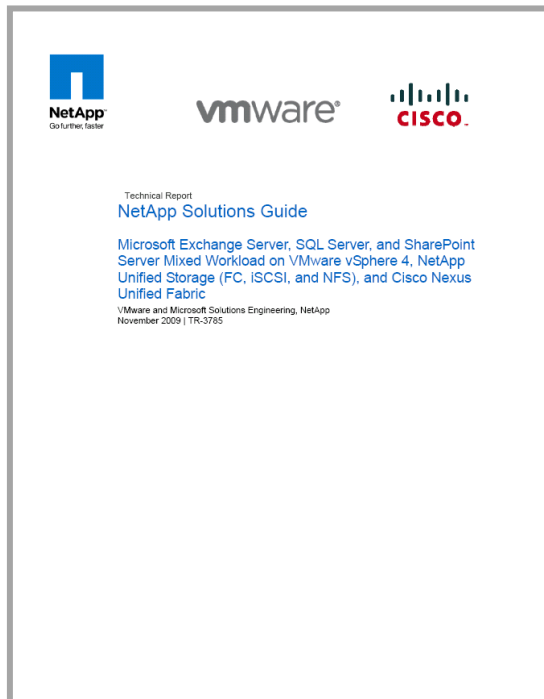 NetApp™
Go further, faster
vmware®
CISCO™
Technical Report
NetApp Solutions Guide
Microsoft Exchange Server, SQL Server, and SharePoint
Server Mixed Workload on VMware vSphere 4, NetApp
Unified Storage (FC, iSCSI, and NFS), and Cisco Nexus
Unified Fabric
VMware and Microsoft Solutions Engineering, NetApp
November 2009 | TR-3785